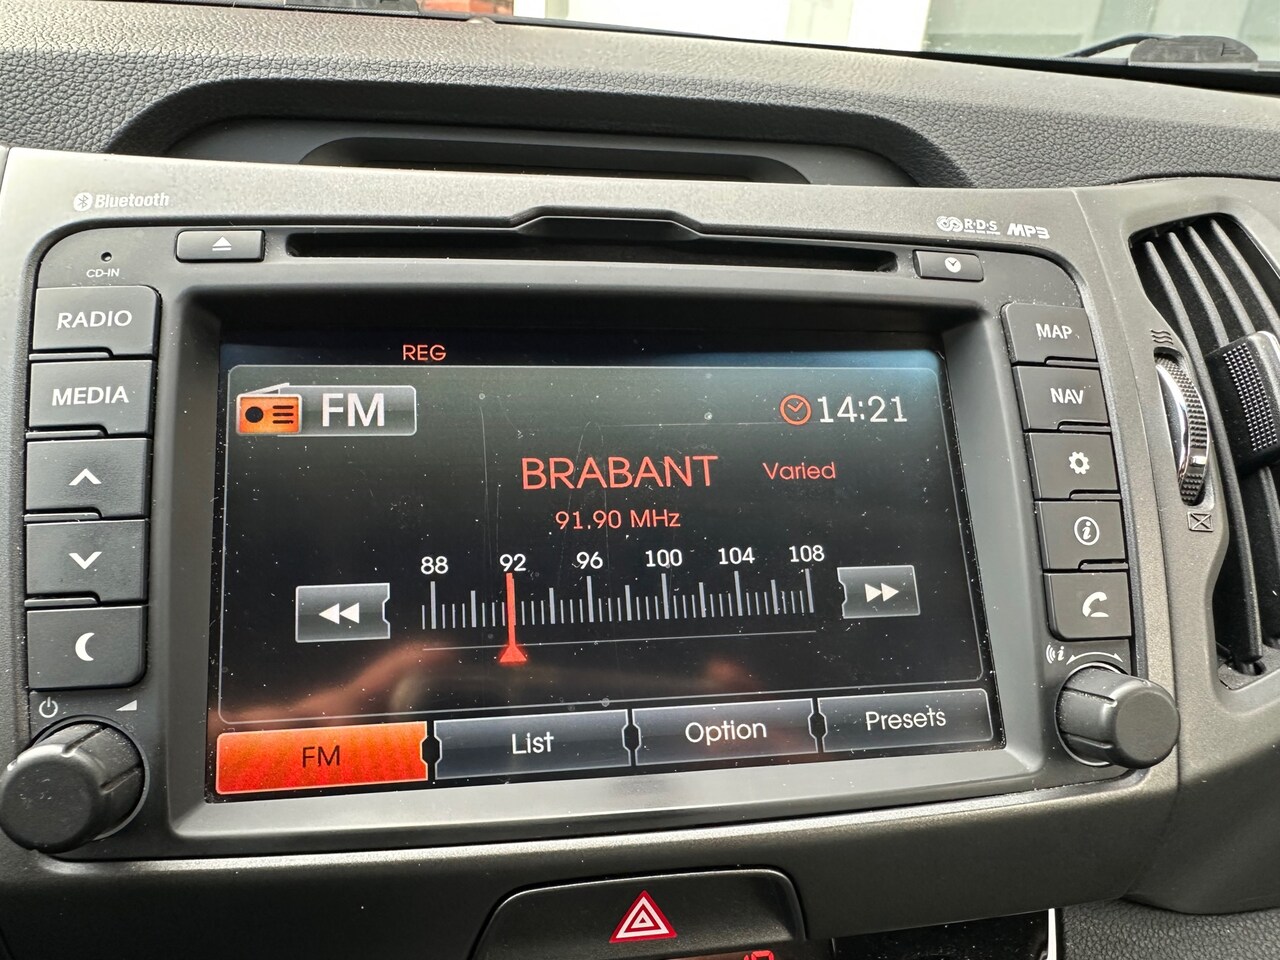 Bluetooth
R·D·S MP3
CD-IN
RADIO
MEDIA
MAP
NAV
REG
FM
14:21
BRABANT Varied
91.90 MHz
88 92 96 100 104 108
FM List Option Presets